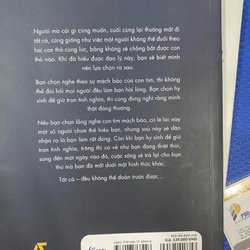 Người mà cái gì cũng muốn, cuối cùng lại thường mất đi
tất cả, cũng giống như việc một người không thể đuổi theo
hai con thỏ cùng lúc, bằng không sẽ chẳng bắt được con
thỏ nào. Khi đã hiểu được đạo lý này, bạn sẽ biết mình
nên lựa chọn ra sao.
Bạn chọn nghe theo sự mách bảo của con tim, thì không
thể đòi hỏi mọi người đều làm bạn hài lòng. Bạn chọn hy
sinh để giữ trọn tình nghĩa, thì cũng đừng nghĩ rằng mình
thật đáng thương.
Nếu bạn chọn lắng nghe con tim mách bảo, có lẽ lúc này
một số người chưa thể hiểu bạn, nhưng sau này sẽ dần
nhận ra là bạn làm rất đúng. Còn khi bạn chọn hy sinh để
giữ trọn tình nghĩa, trông thì có vẻ như bạn đang thiệt thòi,
song đến một ngày nào đó, cuộc sống sẽ trả lại cho bạn
thứ mà bạn đã mất dưới một hình thức khác.
Tất cả – đều không thể đoán trước được...
Giá: 139.000 VNĐ